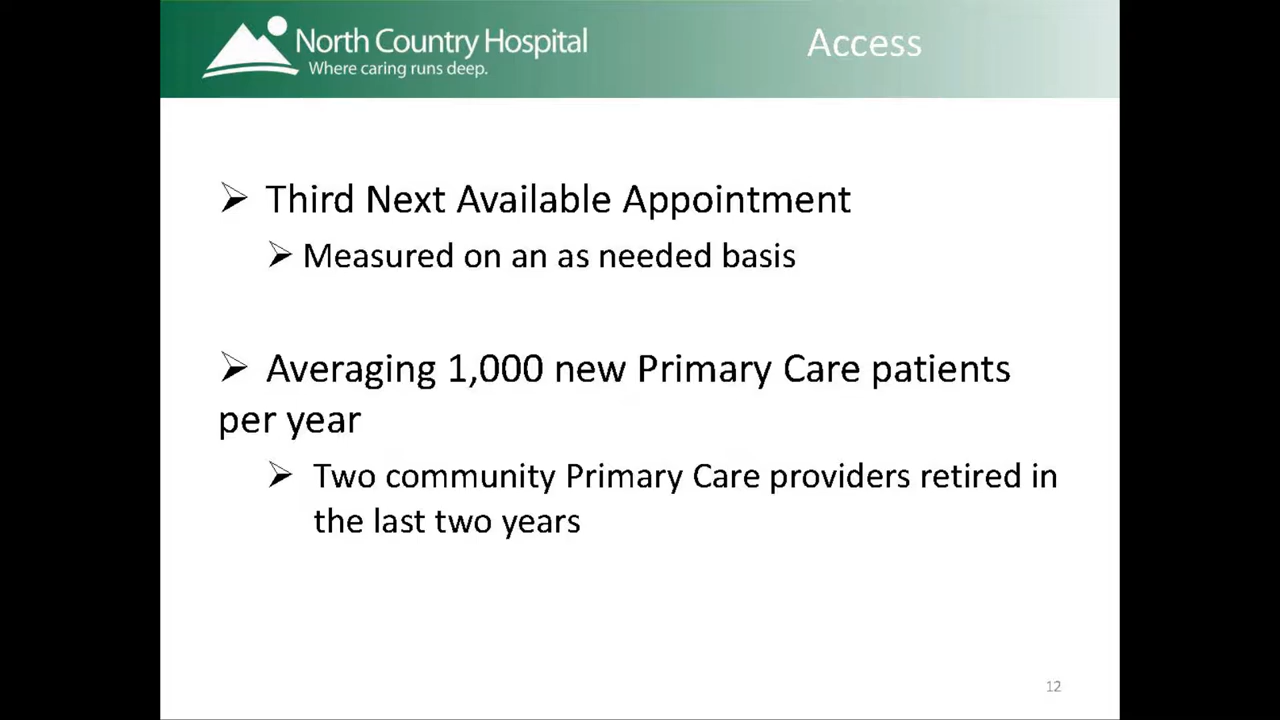 North Country Hospital
Where caring runs deep.
Access
➢ Third Next Available Appointment
➢ Measured on an as needed basis
➢ Averaging 1,000 new Primary Care patients
per year
➢ Two community Primary Care providers retired in
the last two years
12